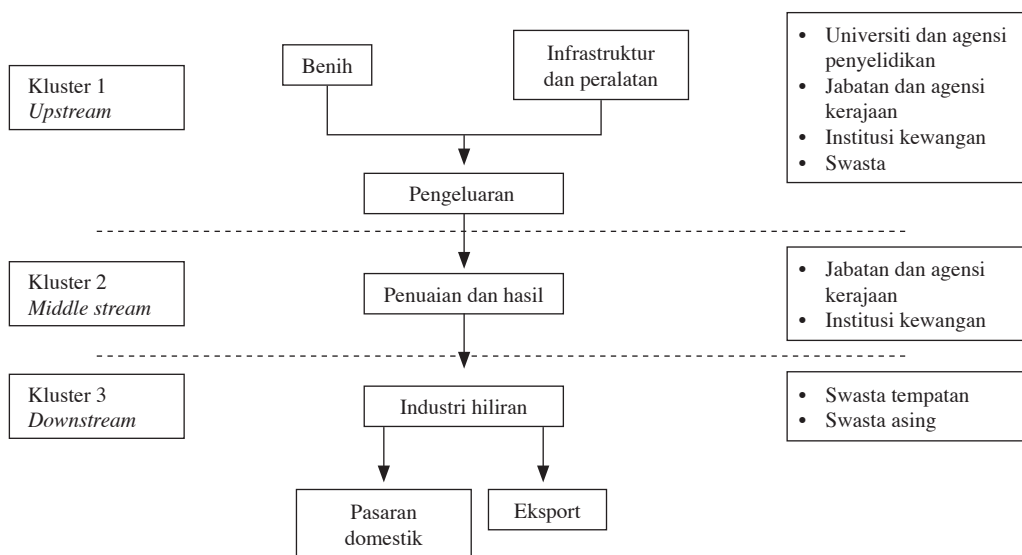 Kluster 1
Upstream
Benih
Infrastruktur
dan peralatan
• Universiti dan agensi
penyelidikan
• Jabatan dan agensi
kerajaan
• Institusi kewangan
• Swasta
Pengeluaran
Kluster 2
Middle stream
Penuaian dan hasil
• Jabatan dan agensi
kerajaan
• Institusi kewangan
Kluster 3
Downstream
Industri hiliran
• Swasta tempatan
• Swasta asing
Pasaran
domestik
Eksport